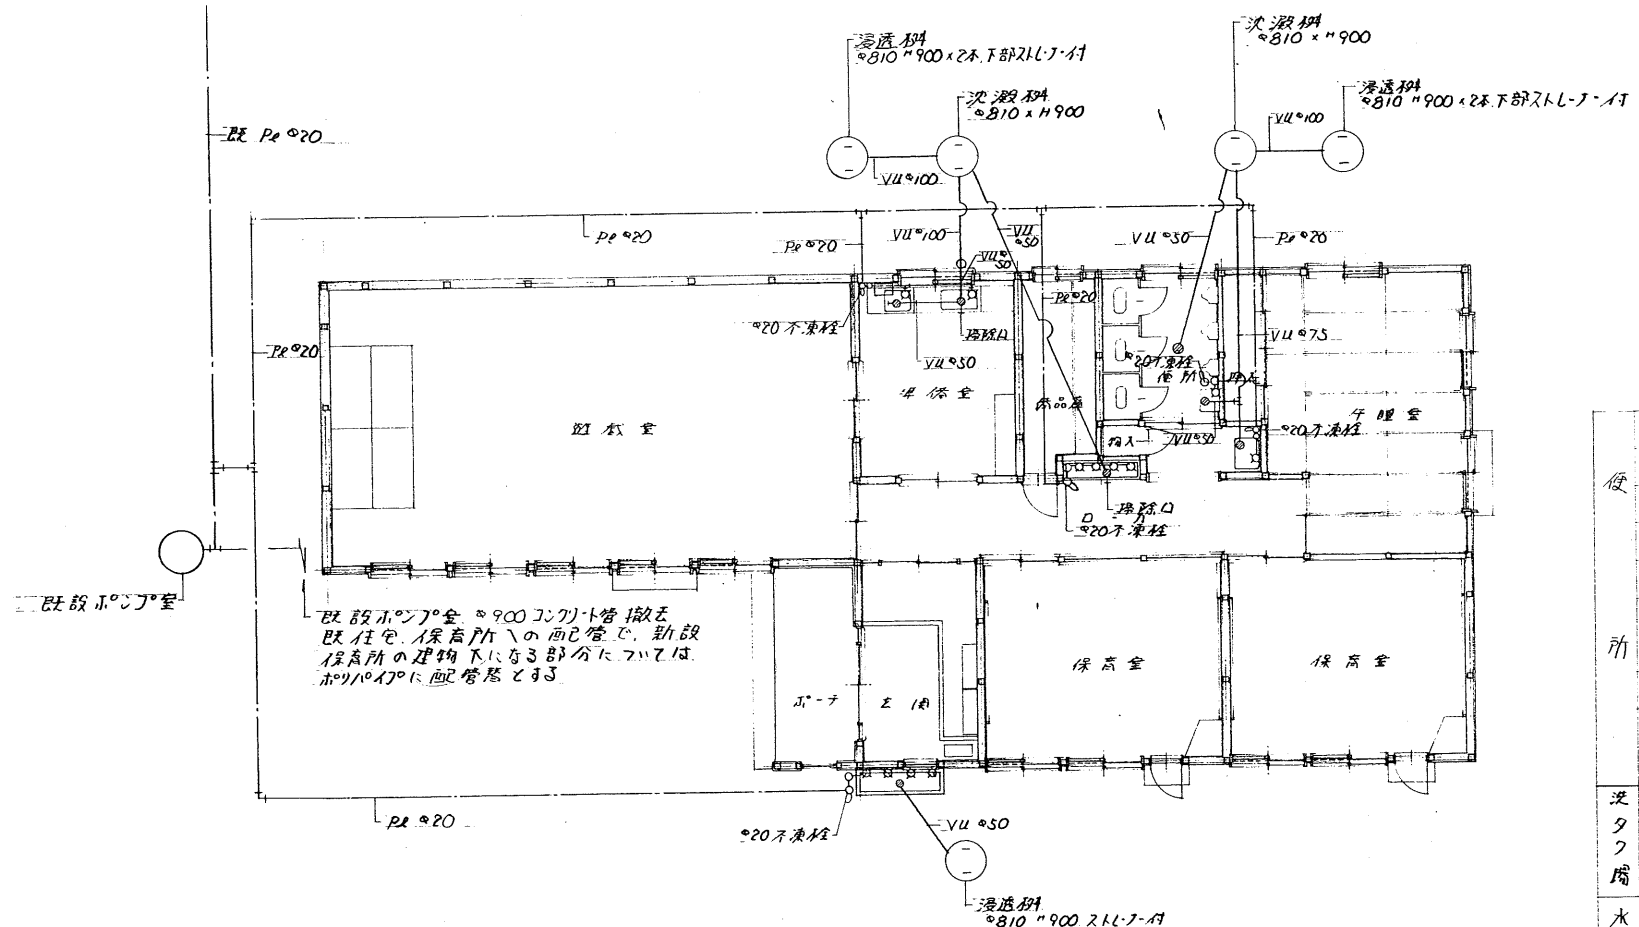 浸透桝
φ810 H900×2本.下部ストレーナー付
沈澱桝
φ810×H900
沈澱桝
φ810×H900
浸透桝
φ810 H900×2本.下部ストレーナー付
VUφ100
VUφ100
既 Peφ20
Peφ20
Peφ20
VUφ100
VUφ50
VUφ50
VUφ50
Peφ20
Peφ20
φ20不凍栓
掃除口
VUφ50
準備室
Peφ20
φ20不凍栓
便所
VUφ75
遊戯室
物入
VUφ50
φ20不凍栓
午睡室
掃除口
φ20不凍栓
既設ポンプ室
既設ポンプ室 φ900コンクリート管撤去
既住宅.保育所への配管で.新設
保育所の建物下になる部分については
ポリパイプに配管替とする
ポーチ
玄関
保育室
保育室
Peφ20
φ20不凍栓
VUφ50
浸透桝
φ810 H900.ストレーナー付
便
所
洗タク場
水